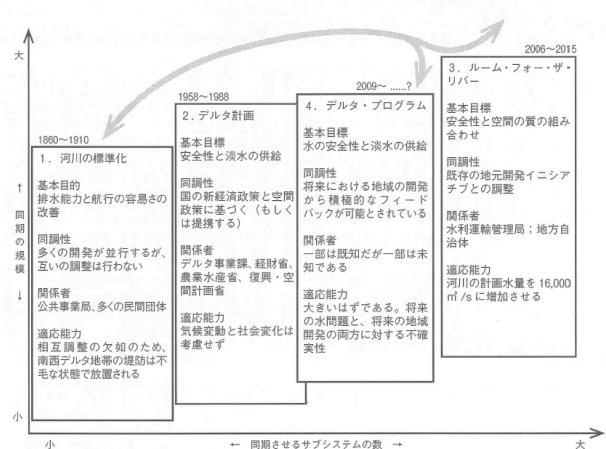 大
↑
同期の規模
↓
小
1860〜1910
1．河川の標準化
基本目的
排水能力と航行の容易さの
改善
同調性
多くの開発が並行するが、
互いの調整は行わない
関係者
公共事業局、多くの民間団体
適応能力
相互調整の欠如のため、
南西デルタ地帯の堤防は不
毛な状態で放置される
1958〜1988
2．デルタ計画
基本目標
安全性と淡水の供給
同調性
国の新経済政策と空間
政策に基づく（もしく
は提携する）
関係者
デルタ事業課、経財省、
農業水産省、復興・空
間計画省
適応能力
気候変動と社会変化は
考慮せず
2009〜 ……?
4．デルタ・プログラム
基本目標
水の安全性と淡水の供給
同調性
将来における地域の開発
から積極的なフィード
バックが可能とされている
関係者
一部は既知だが一部は未
知である
適応能力
大きいはずである。将来
の水問題と、将来の地域
開発の両方に対する不確
実性
2006〜2015
3．ルーム・フォー・ザ・
リバー
基本目標
安全性と空間の質の組み
合わせ
同調性
既存の地元開発イニシア
チブとの調整
関係者
水利運輸管理局；地方自
治体
適応能力
河川の計画水量を 16,000
㎥/s に増加させる
小
← 同期させるサブシステムの数 →
大